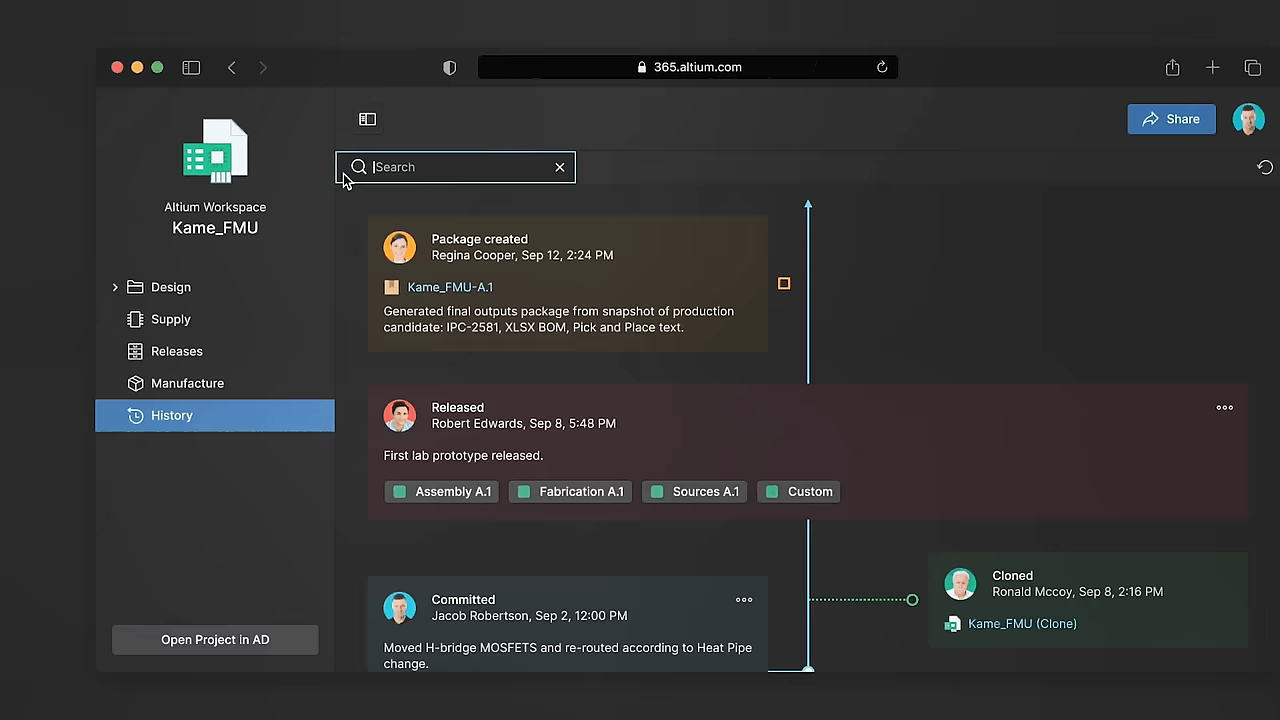 365.altium.com
Share
Search
Altium Workspace
Kame_FMU
Design
Supply
Releases
Manufacture
History
Open Project in AD
Package created
Regina Cooper, Sep 12, 2:24 PM
Kame_FMU-A.1
Generated final outputs package from snapshot of production
candidate: IPC-2581, XLSX BOM, Pick and Place text.
Released
Robert Edwards, Sep 8, 5:48 PM
First lab prototype released.
Assembly A.1
Fabrication A.1
Sources A.1
Custom
Cloned
Ronald Mccoy, Sep 8, 2:16 PM
Kame_FMU (Clone)
Committed
Jacob Robertson, Sep 2, 12:00 PM
Moved H-bridge MOSFETS and re-routed according to Heat Pipe
change.